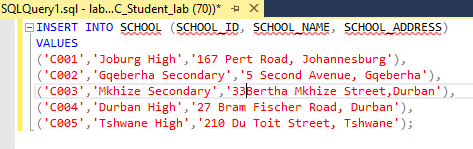 SQLQuery1.sql - lab...C_Student_lab (70))*
INSERT INTO SCHOOL (SCHOOL_ID, SCHOOL_NAME, SCHOOL_ADDRESS)
VALUES
('C001','Joburg High','167 Pert Road, Johannesburg'),
('C002','Gqeberha Secondary','5 Second Avenue, Gqeberha'),
('C003','Mkhize Secondary','33Bertha Mkhize Street,Durban'),
('C004','Durban High','27 Bram Fischer Road, Durban'),
('C005','Tshwane High','210 Du Toit Street, Tshwane');